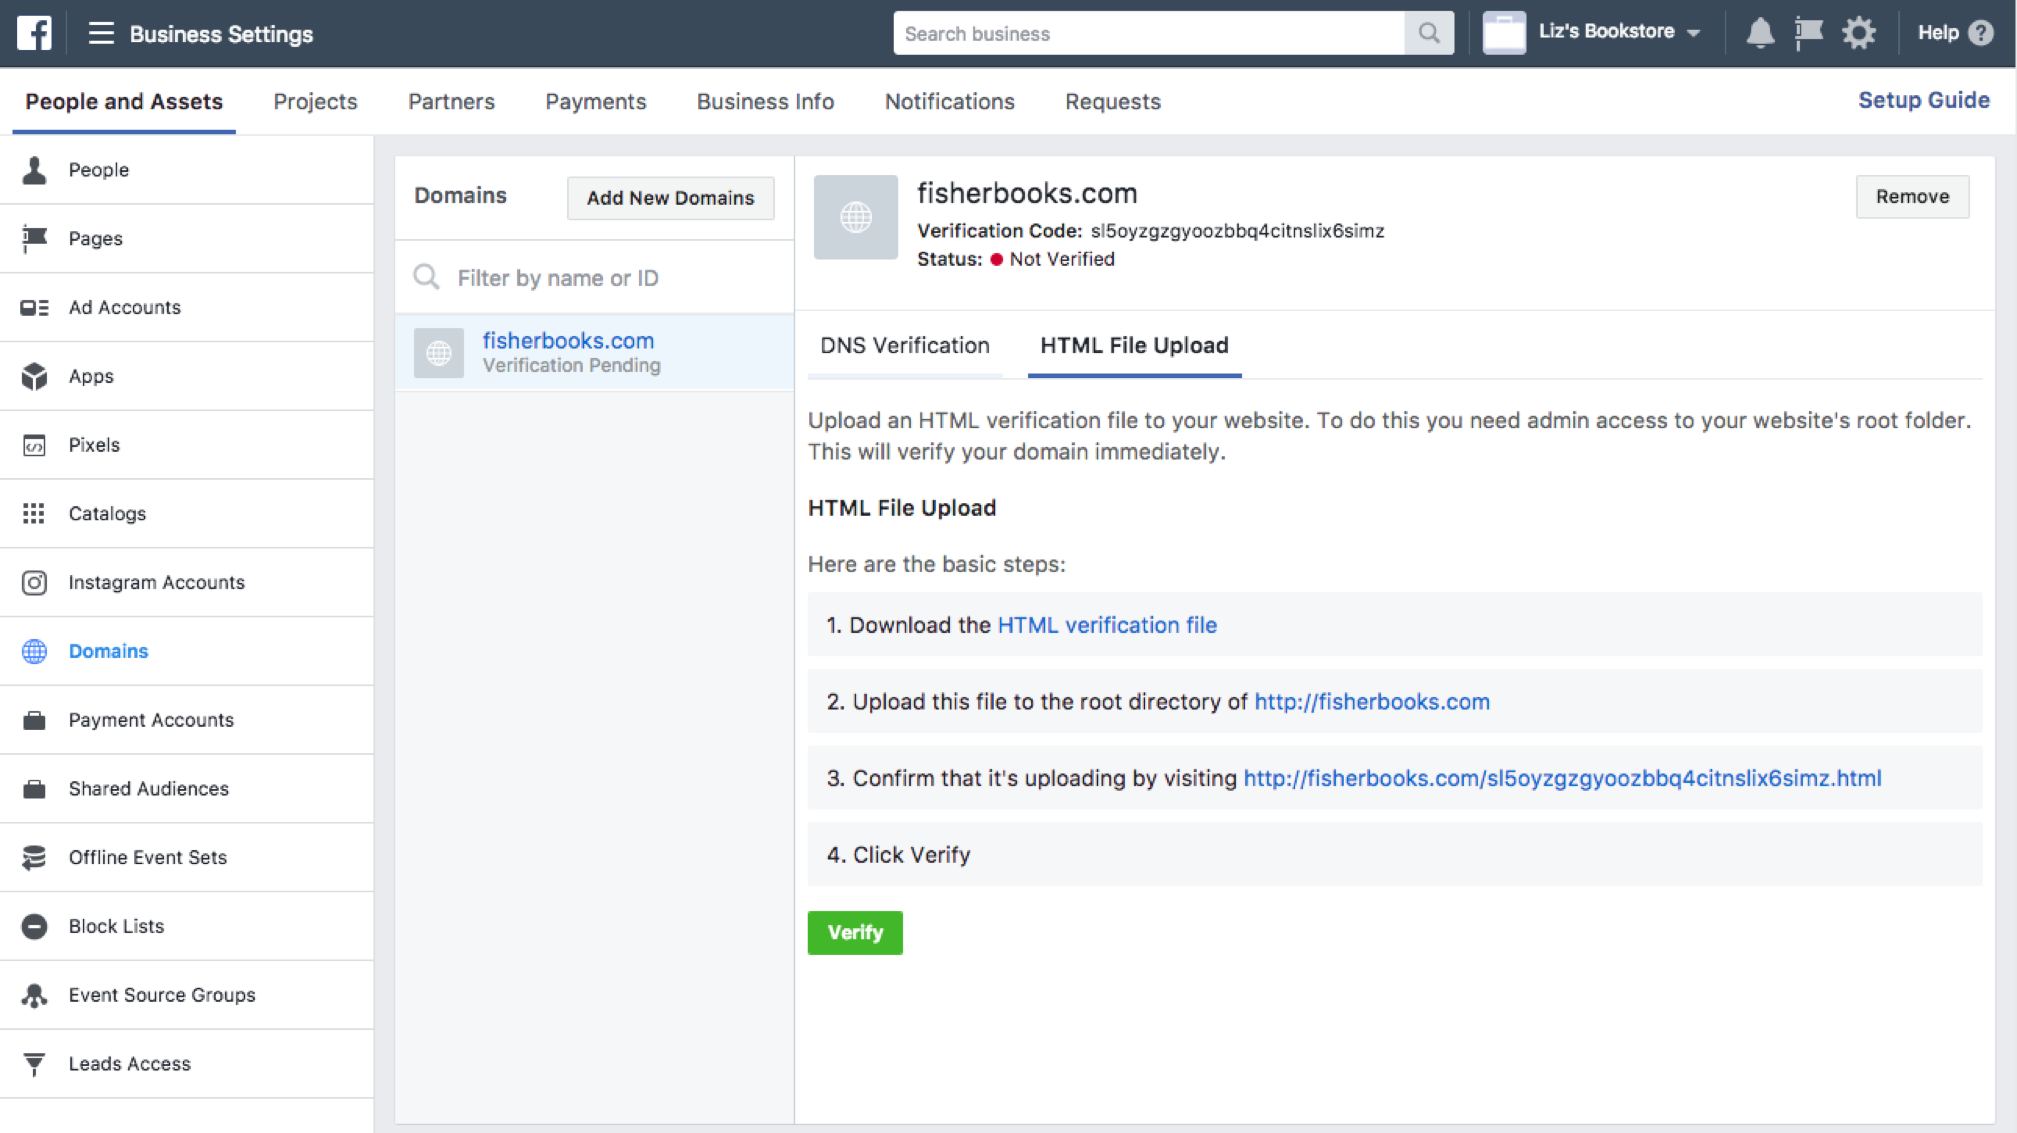 Business Settings
Search business
Liz's Bookstore
Help
People and Assets
Projects
Partners
Payments
Business Info
Notifications
Requests
Setup Guide
People
Pages
Ad Accounts
Apps
Pixels
Catalogs
Instagram Accounts
Domains
Payment Accounts
Shared Audiences
Offline Event Sets
Block Lists
Event Source Groups
Leads Access
Domains
Add New Domains
Filter by name or ID
fisherbooks.com
Verification Pending
fisherbooks.com
Remove
Verification Code: sl5oyzgzgyoozbbq4citnslix6simz
Status: Not Verified
DNS Verification
HTML File Upload
Upload an HTML verification file to your website. To do this you need admin access to your website's root folder.
This will verify your domain immediately.
HTML File Upload
Here are the basic steps:
1. Download the HTML verification file
2. Upload this file to the root directory of http://fisherbooks.com
3. Confirm that it's uploading by visiting http://fisherbooks.com/sl5oyzgzgyoozbbq4citnslix6simz.html
4. Click Verify
Verify